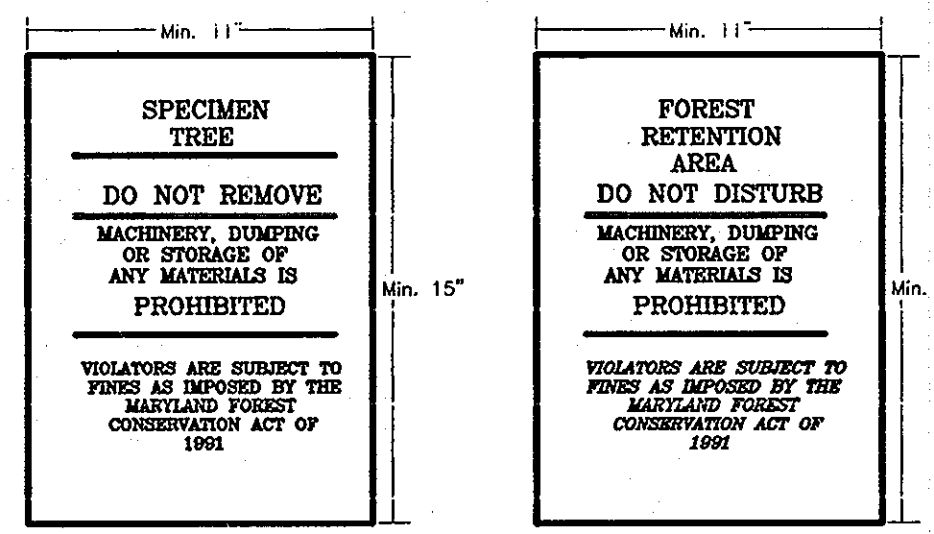 Min. 11"
SPECIMEN
TREE
DO NOT REMOVE
MACHINERY, DUMPING
OR STORAGE OF
ANY MATERIALS IS
PROHIBITED
VIOLATORS ARE SUBJECT TO
FINES AS IMPOSED BY THE
MARYLAND FOREST
CONSERVATION ACT OF
1991
Min. 15"
Min. 11"
FOREST
RETENTION
AREA
DO NOT DISTURB
MACHINERY, DUMPING
OR STORAGE OF
ANY MATERIALS IS
PROHIBITED
VIOLATORS ARE SUBJECT TO
FINES AS IMPOSED BY THE
MARYLAND FOREST
CONSERVATION ACT OF
1991
Min.